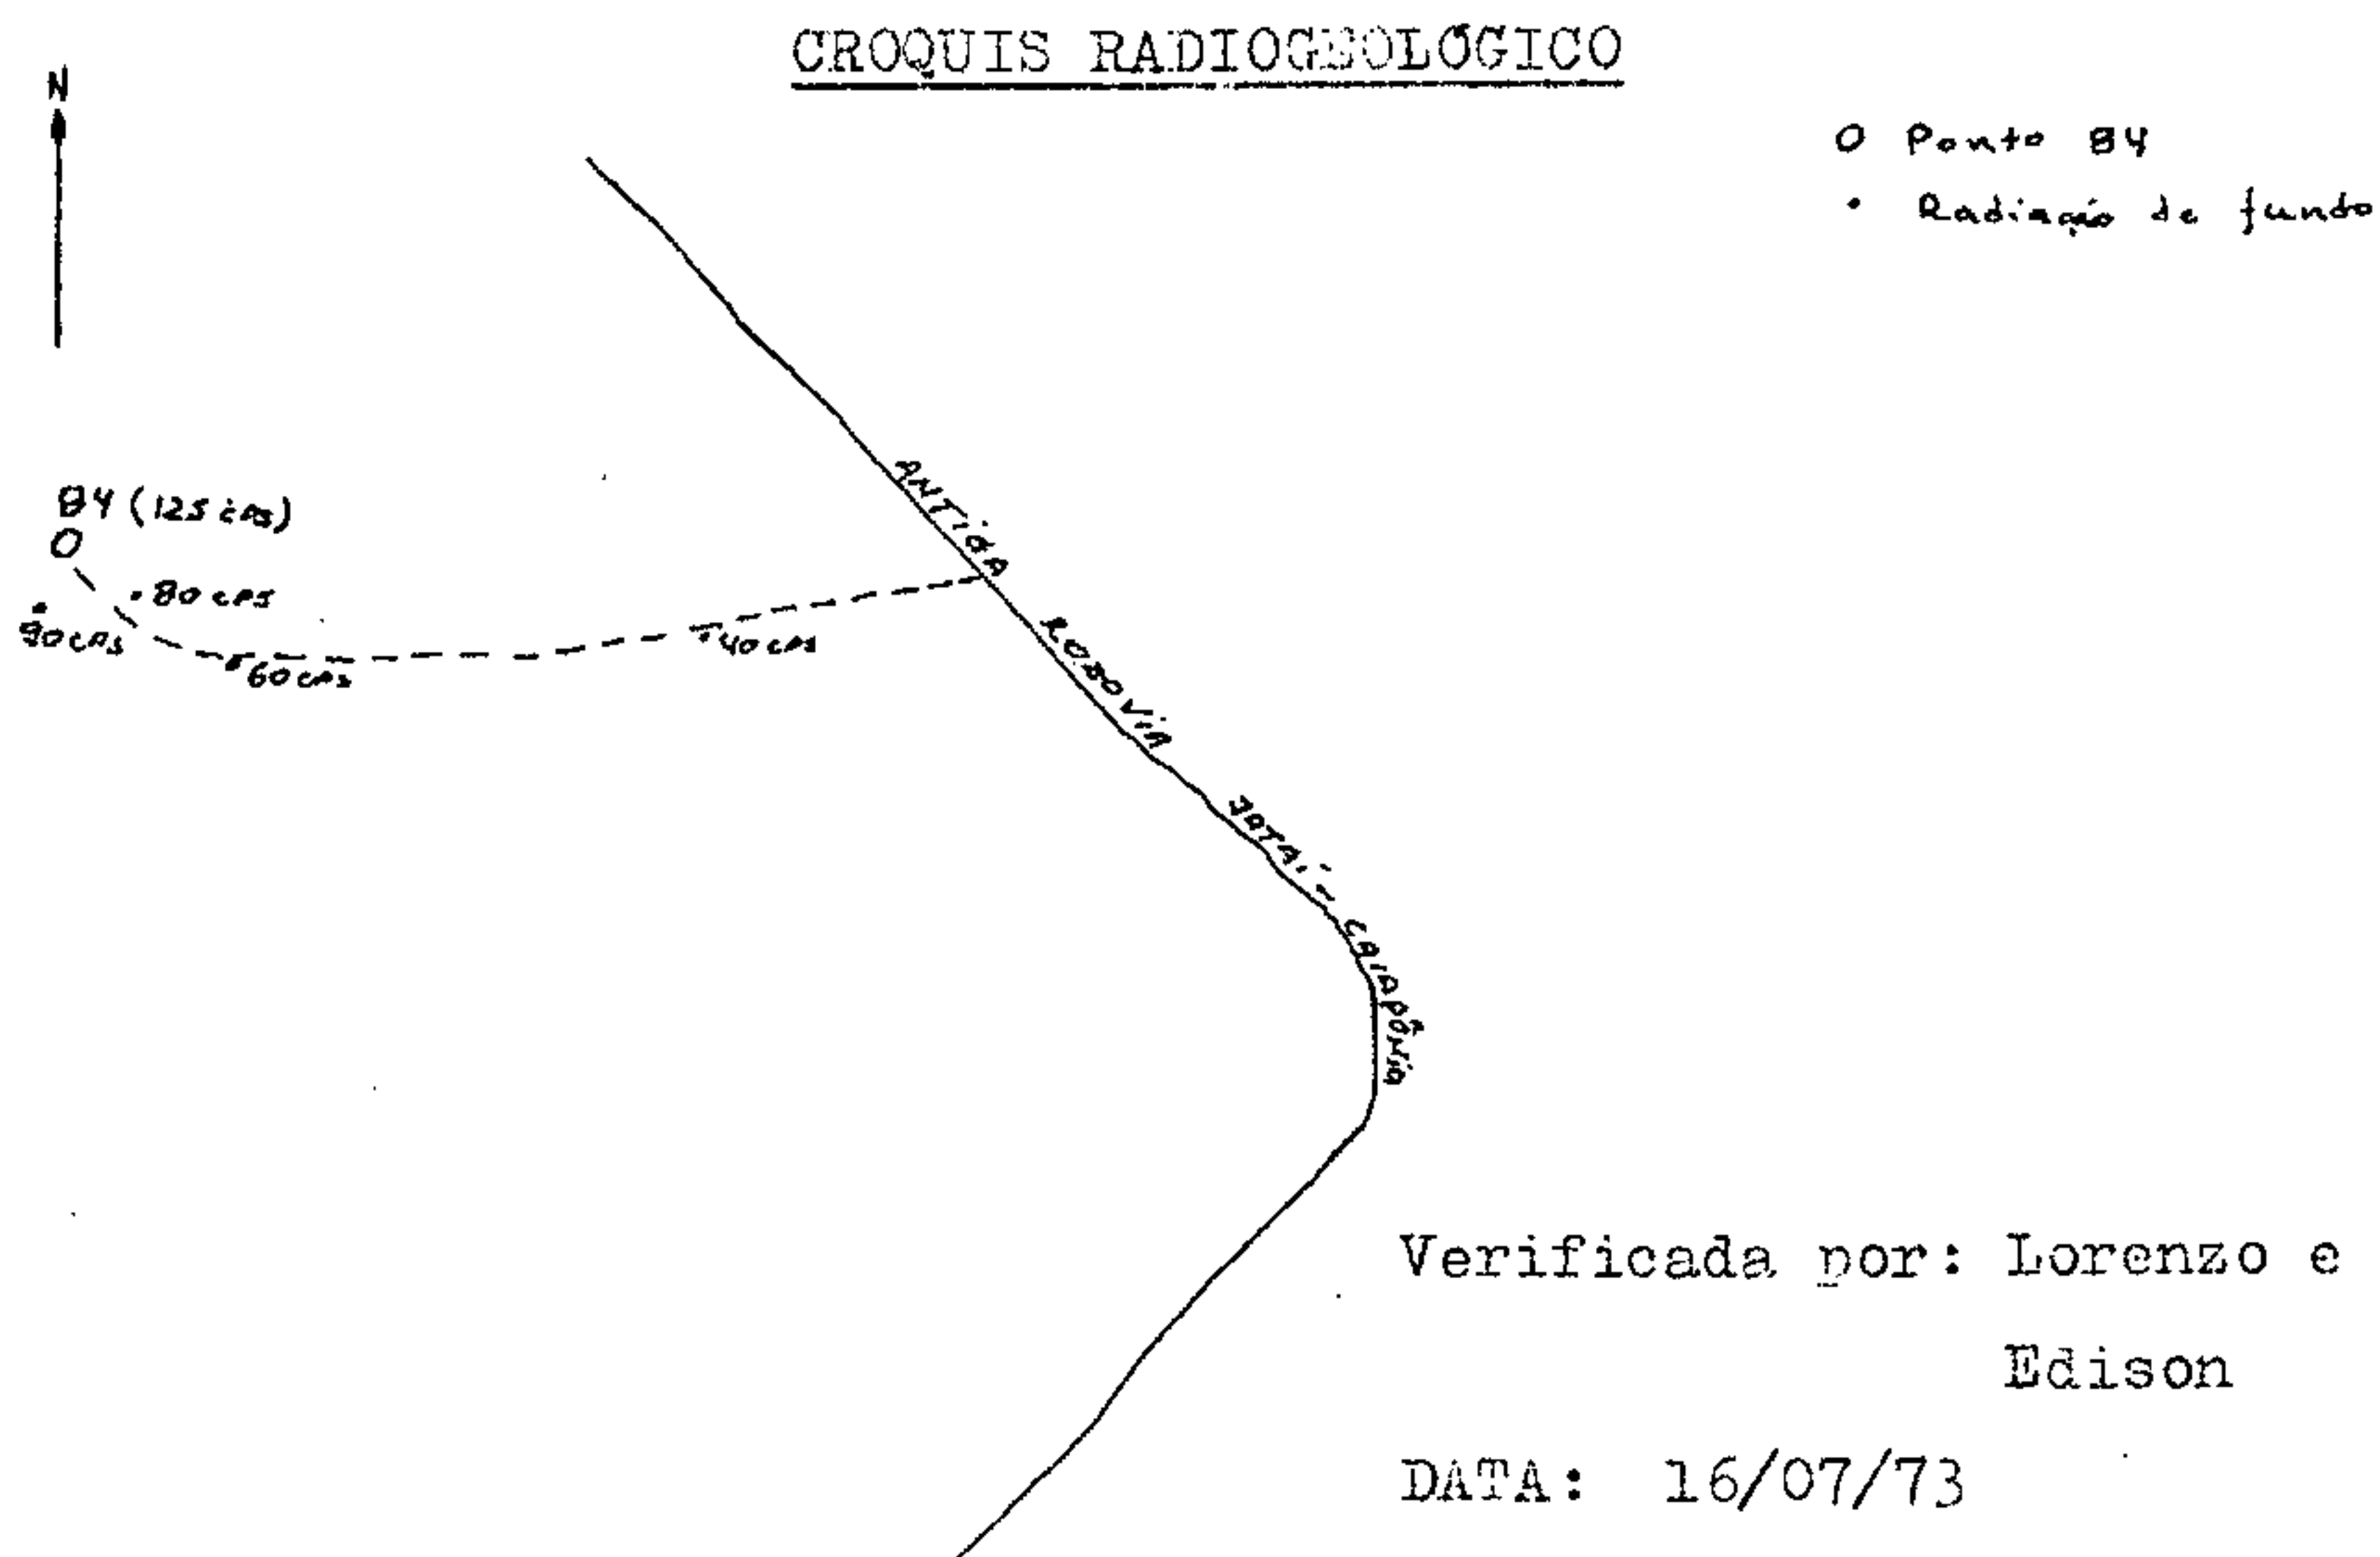 CROQUIS RADIOGEOLÓGICO
N
O Ponto 84
• Radiação de fundo
84 (125 cps)
80 cps
90 cps
60 cps
40 cps
ANTIGA RODOVIA JATAÍ - CAIAPÔNIA
Verificada por: Lorenzo e
Edison
DATA: 16/07/73